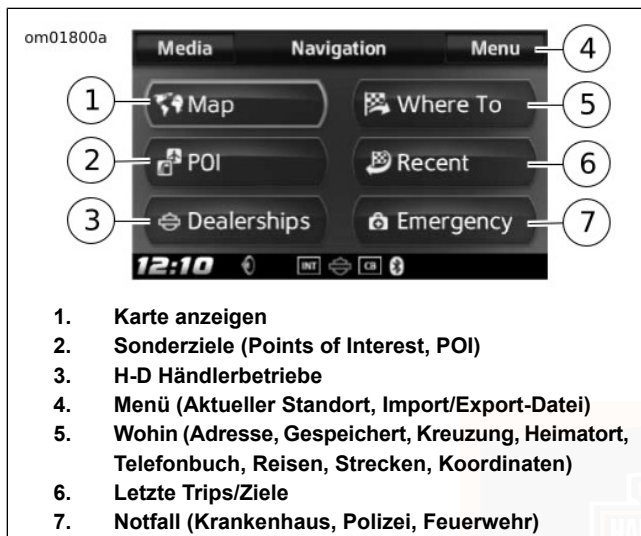 om01800a
Media Navigation Menu
4
1
Map
Where To
5
2
POI
Recent
6
3
Dealerships
Emergency
7
12:10 INT CB
1. Karte anzeigen
2. Sonderziele (Points of Interest, POI)
3. H-D Händlerbetriebe
4. Menü (Aktueller Standort, Import/Export-Datei)
5. Wohin (Adresse, Gespeichert, Kreuzung, Heimatort,
Telefonbuch, Reisen, Strecken, Koordinaten)
6. Letzte Trips/Ziele
7. Notfall (Krankenhaus, Polizei, Feuerwehr)